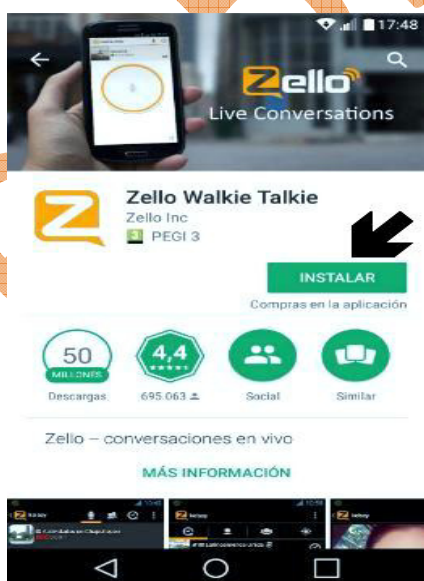 17:48
Zello
Live Conversations
Zello Walkie Talkie
Zello Inc
3 PEGI 3
INSTALAR
Compras en la aplicación
50
MILLONES
Descargas
4,4
695.063
Social
Similar
Zello – conversaciones en vivo
MÁS INFORMACIÓN